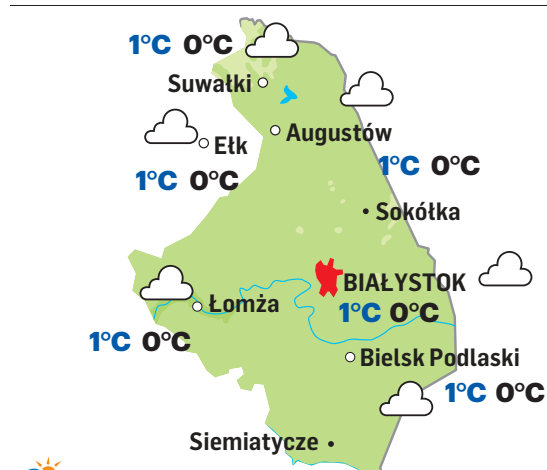 1°C 0°C
Suwałki
Augustów
Ełk
1°C 0°C
1°C 0°C
Sokółka
BIAŁYSTOK
1°C 0°C
Łomża
1°C 0°C
Bielsk Podlaski
1°C 0°C
Siemiatycze